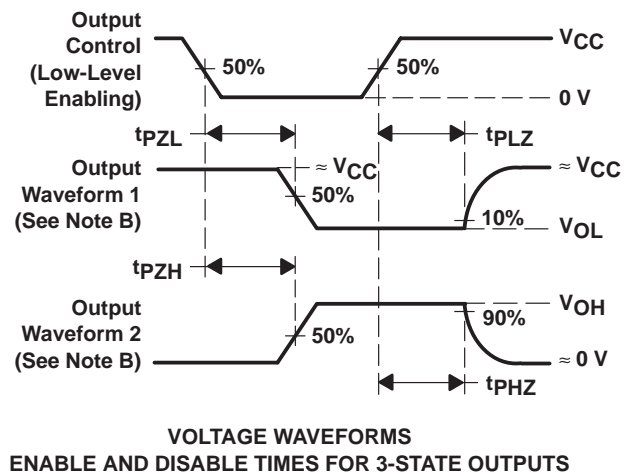 Output
Control
(Low-Level
Enabling)
50%
50%
VCC
0 V
tPZL
tPLZ
Output
Waveform 1
(See Note B)
≈ VCC
50%
≈ VCC
10%
VOL
tPZH
Output
Waveform 2
(See Note B)
50%
VOH
90%
≈ 0 V
tPHZ
VOLTAGE WAVEFORMS
ENABLE AND DISABLE TIMES FOR 3-STATE OUTPUTS